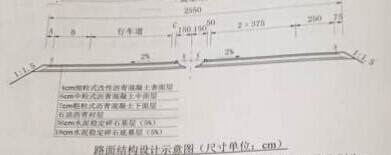 2550
8 行车道 C 150 150 50 2×375 250 75
2% 2%
1:1.5 1:1.5
4cm细粒式改性沥青混凝土表面层
6cm中粒式沥青混凝土中面层
7cm粗粒式沥青混凝土下面层
石油沥青封层
水泥稳定碎石基层(5%)
水泥稳定碎石底基层(5%)
路面结构设计示意图(尺寸单位:cm)